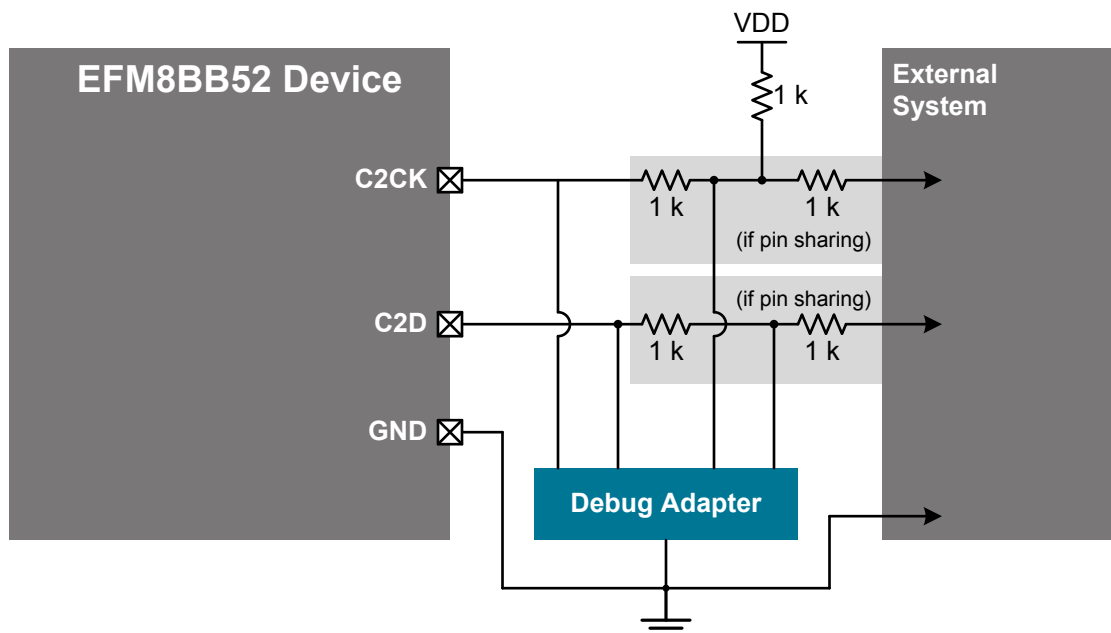 VDD
EFM8BB52 Device
External
System
1 k
C2CK
1 k
1 k
(if pin sharing)
(if pin sharing)
C2D
1 k
1 k
GND
Debug Adapter